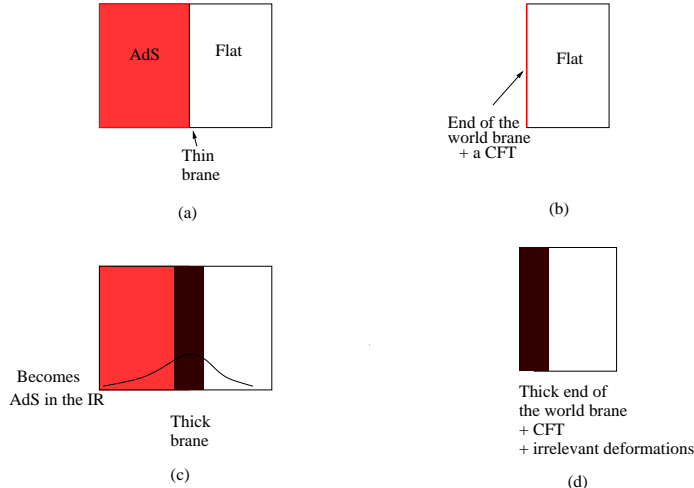 AdS
Flat
Thin
brane
(a)
Flat
End of the
world brane
+ a CFT
(b)
Becomes
AdS in the IR
Thick
brane
(c)
Thick end of
the world brane
+ CFT
+ irrelevant deformations
(d)